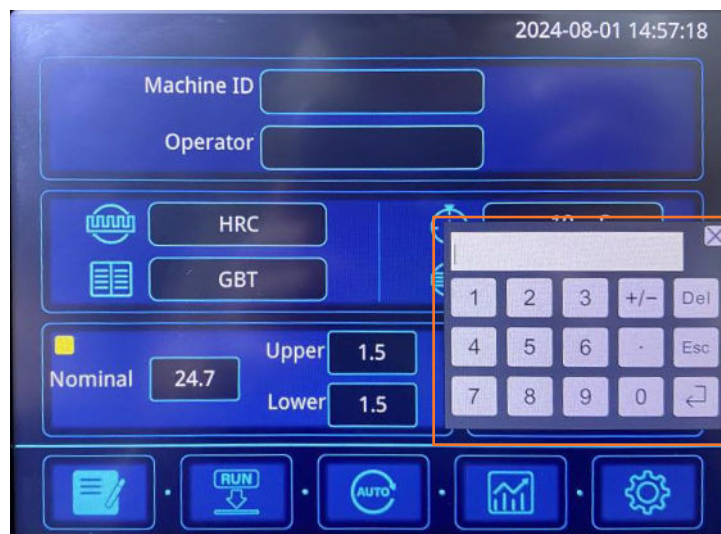 2024-08-01 14:57:18
Machine ID
Operator
HRC
GBT
1 2 3 +/- Del
4 5 6 . Esc
7 8 9 0
Nominal 24.7
Upper 1.5
Lower 1.5
RUN
AUTO